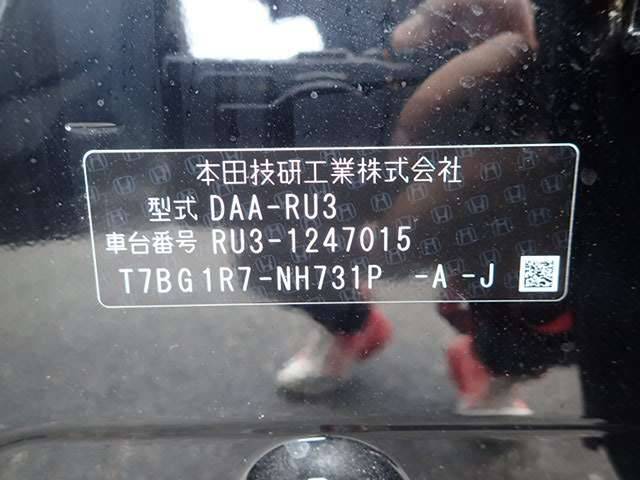 本田技研工業株式会社
型式 DAA-RU3
車台番号 RU3-1247015
T7BG1R7-NH731P -A -J